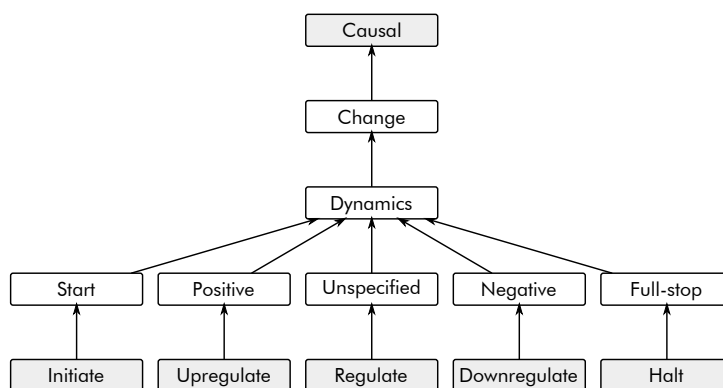 Causal
Change
Dynamics
Start
Positive
Unspecified
Negative
Full-stop
Initiate
Upregulate
Regulate
Downregulate
Halt